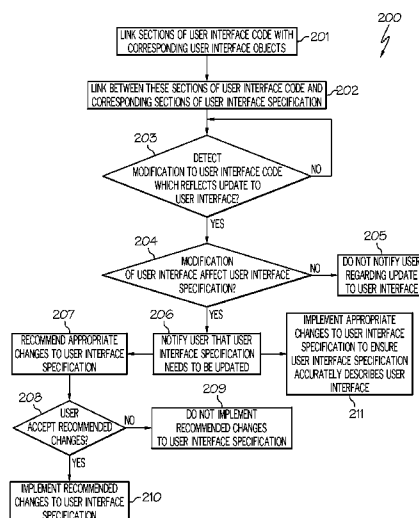 200
LINK SECTIONS OF USER INTERFACE CODE WITH
CORRESPONDING USER INTERFACE OBJECTS
201
LINK BETWEEN THESE SECTIONS OF USER INTERFACE CODE AND
CORRESPONDING SECTIONS OF USER INTERFACE SPECIFICATION
202
203
DETECT
MODIFICATION TO USER INTERFACE CODE
WHICH REFLECTS UPDATE TO
USER INTERFACE?
NO
YES
204
MODIFICATION
OF USER INTERFACE AFFECT USER INTERFACE
SPECIFICATION?
NO
205
DO NOT NOTIFY USER
REGARDING UPDATE
TO USER INTERFACE
YES
207
RECOMMEND APPROPRIATE
CHANGES TO USER INTERFACE
SPECIFICATION
206
NOTIFY USER THAT USER
INTERFACE SPECIFICATION
NEEDS TO BE UPDATED
IMPLEMENT APPROPRIATE
CHANGES TO USER INTERFACE
SPECIFICATION TO ENSURE
USER INTERFACE SPECIFICATION
ACCURATELY DESCRIBES USER
INTERFACE
211
208
USER
ACCEPT RECOMMENDED
CHANGES?
NO
209
DO NOT IMPLEMENT
RECOMMENDED CHANGES
TO USER INTERFACE SPECIFICATION
YES
IMPLEMENT RECOMMENDED
CHANGES TO USER INTERFACE
SPECIFICATION
210